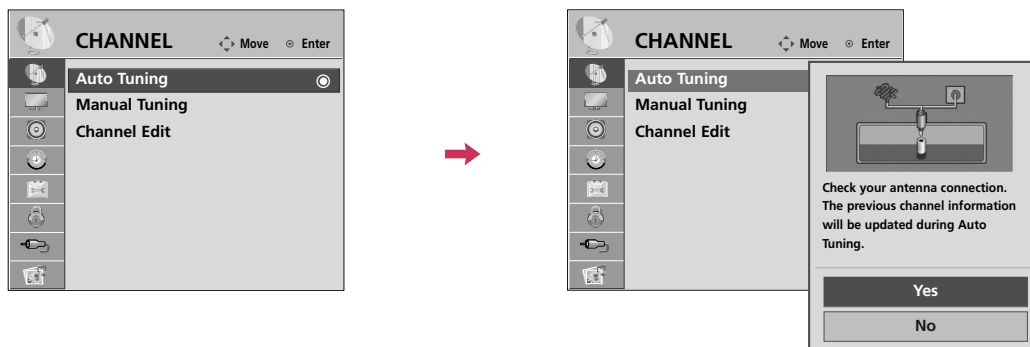 CHANNEL Move Enter
Auto Tuning
Manual Tuning
Channel Edit
CHANNEL Move Enter
Auto Tuning
Manual Tuning
Channel Edit
Check your antenna connection.
The previous channel information
will be updated during Auto
Tuning.
Yes
No